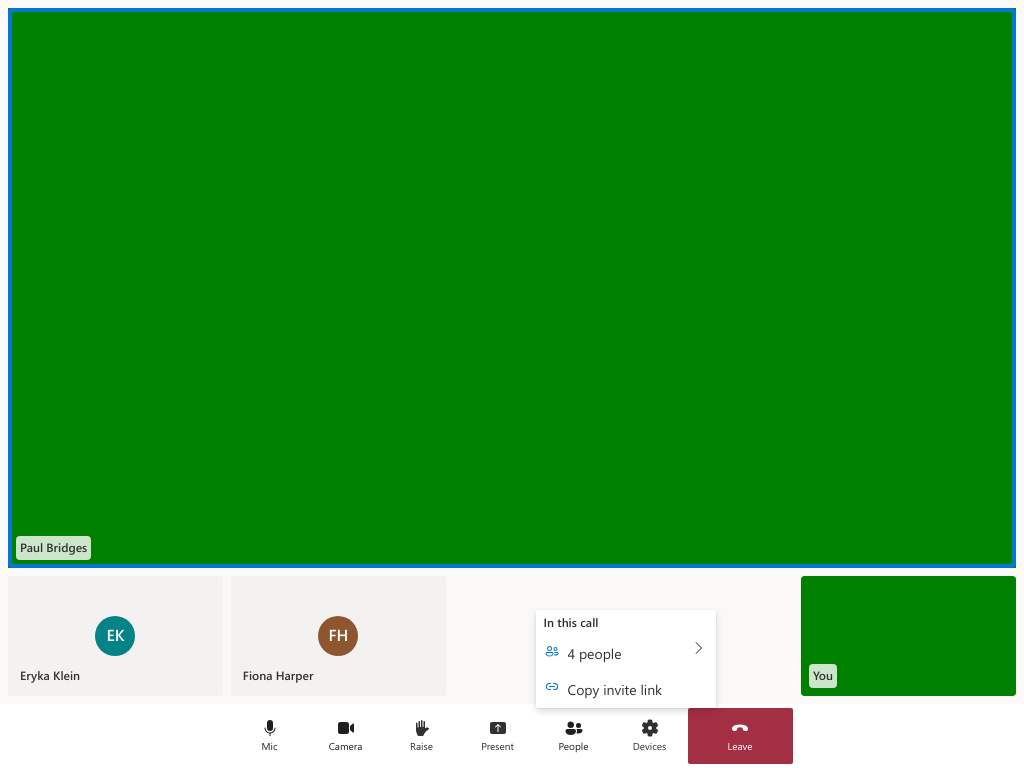 Paul Bridges
EK
Eryka Klein
FH
Fiona Harper
In this call
4 people
Copy invite link
You
Mic
Camera
Raise
Present
People
Devices
Leave